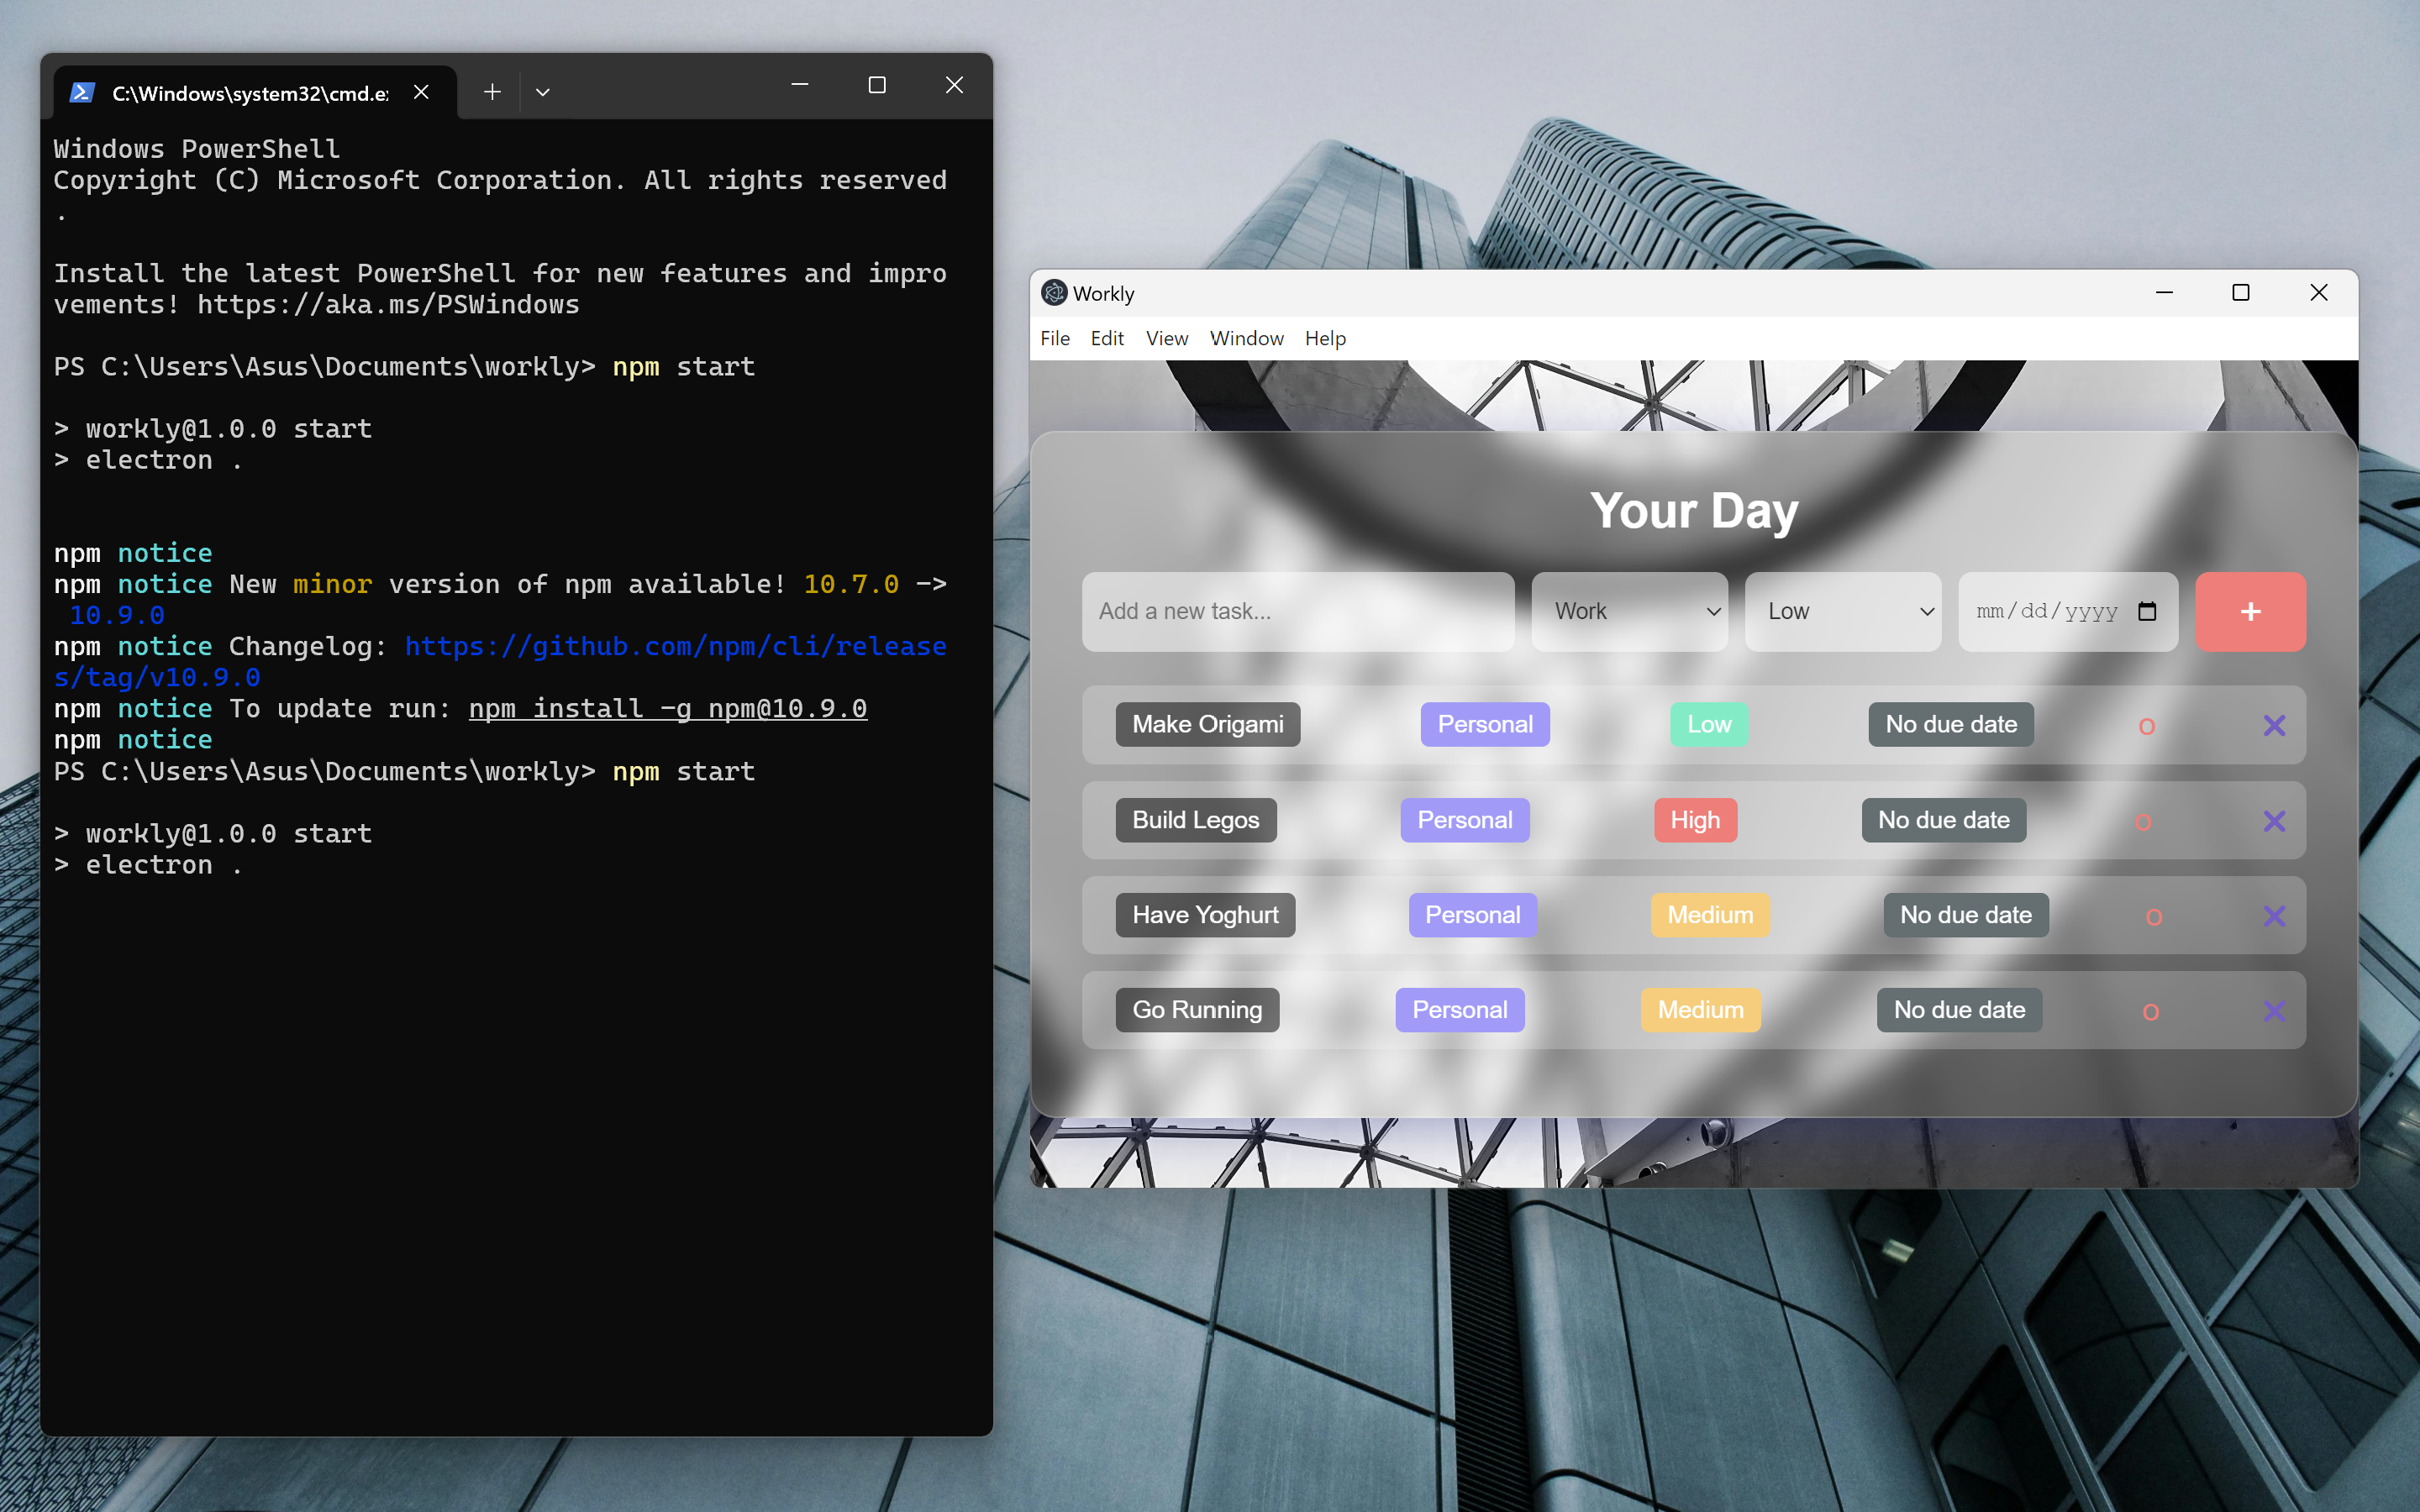 C:\Windows\system32\cmd.e
Windows PowerShell
Copyright (C) Microsoft Corporation. All rights reserved
.
Install the latest PowerShell for new features and impro
vements! https://aka.ms/PSWindows
PS C:\Users\Asus\Documents\workly> npm start
> workly@1.0.0 start
> electron .
npm notice
npm notice New minor version of npm available! 10.7.0 ->
10.9.0
npm notice Changelog: https://github.com/npm/cli/release
s/tag/v10.9.0
npm notice To update run: npm install -g npm@10.9.0
npm notice
PS C:\Users\Asus\Documents\workly> npm start
> workly@1.0.0 start
> electron .
Workly
File Edit View Window Help
Your Day
Add a new task... Work Low mm/dd/yyyy +
Make Origami Personal Low No due date o ✕
Build Legos Personal High No due date o ✕
Have Yoghurt Personal Medium No due date o ✕
Go Running Personal Medium No due date o ✕